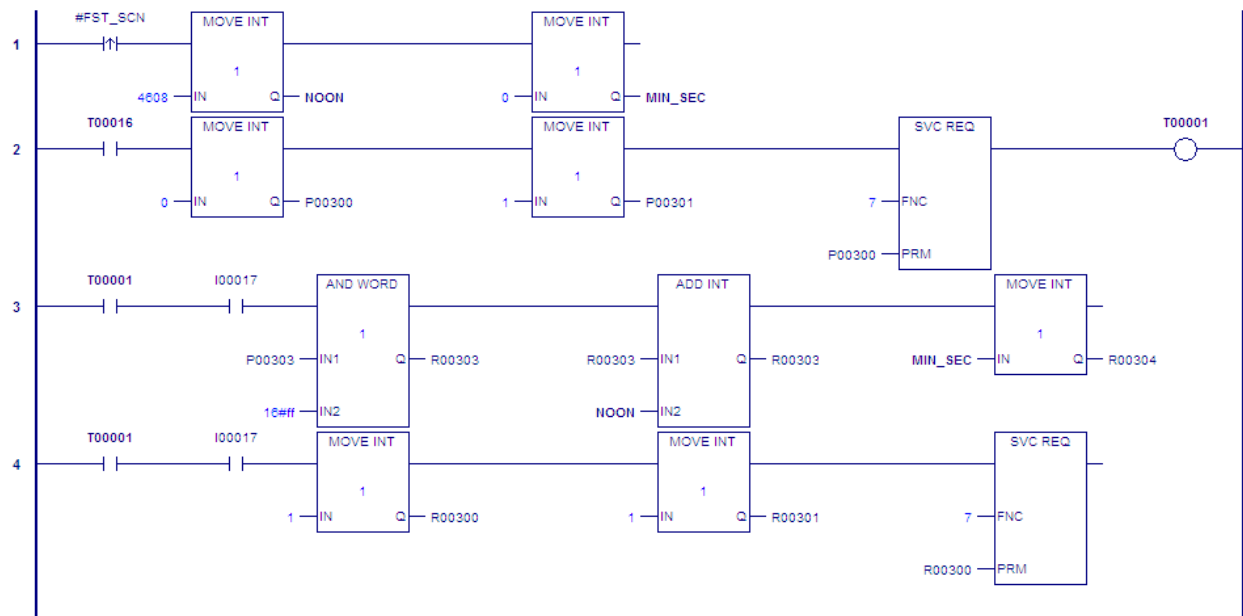 #FST_SCN MOVE INT MOVE INT
1
1 1
4608 IN Q NOON 0 IN Q MIN_SEC
T00016 MOVE INT MOVE INT SVC REQ T00001
2
1 1
0 IN Q P00300 1 IN Q P00301 7 FNC
P00300 PRM
T00001 I00017 AND WORD ADD INT MOVE INT
3
1 1
P00303 IN1 Q R00303 R00303 IN1 Q R00303 MIN_SEC IN Q R00304
16#ff IN2 NOON IN2
T00001 I00017 MOVE INT MOVE INT SVC REQ
4
1 1
1 IN Q R00300 1 IN Q R00301 7 FNC
R00300 PRM